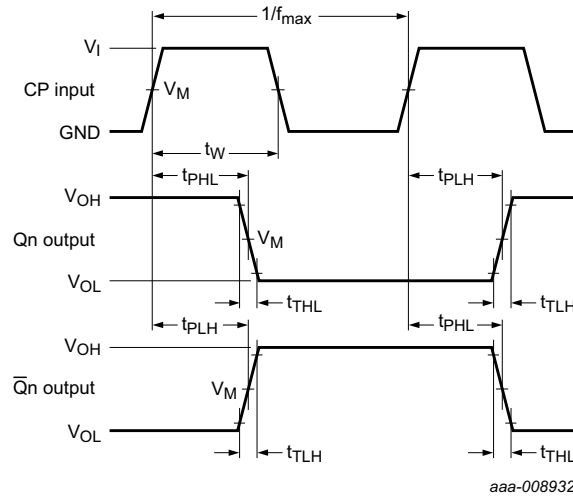 1/fmax
VI
CP input
VM
GND
tW
tPHL
tPLH
VOH
Qn output
VM
VOL
tTHL
tTLH
tPLH
tPHL
VOH
Q̅n output
VM
VOL
tTLH
tTHL
aaa-008932